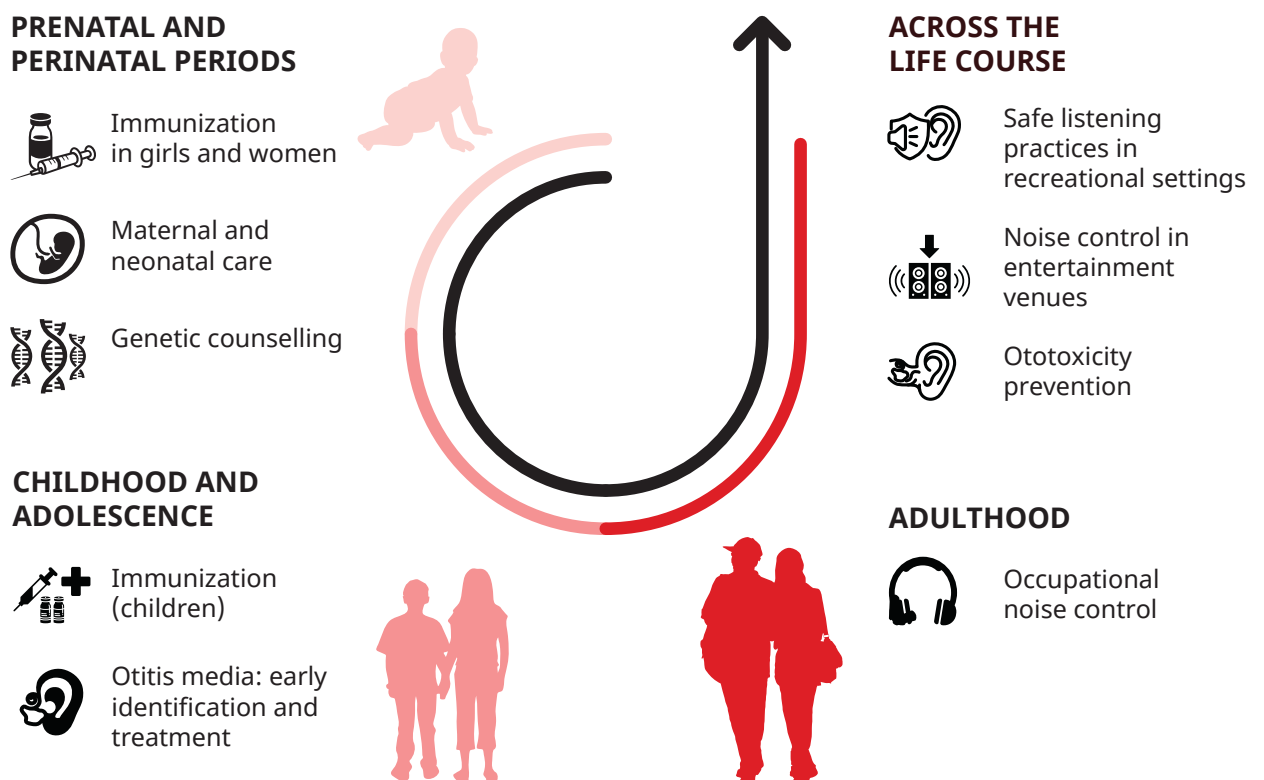 PRENATAL AND
PERINATAL PERIODS
Immunization
in girls and women
Maternal and
neonatal care
Genetic counselling
CHILDHOOD AND
ADOLESCENCE
Immunization
(children)
Otitis media: early
identification and
treatment
ACROSS THE
LIFE COURSE
Safe listening
practices in
recreational settings
Noise control in
entertainment
venues
Ototoxicity
prevention
ADULTHOOD
Occupational
noise control